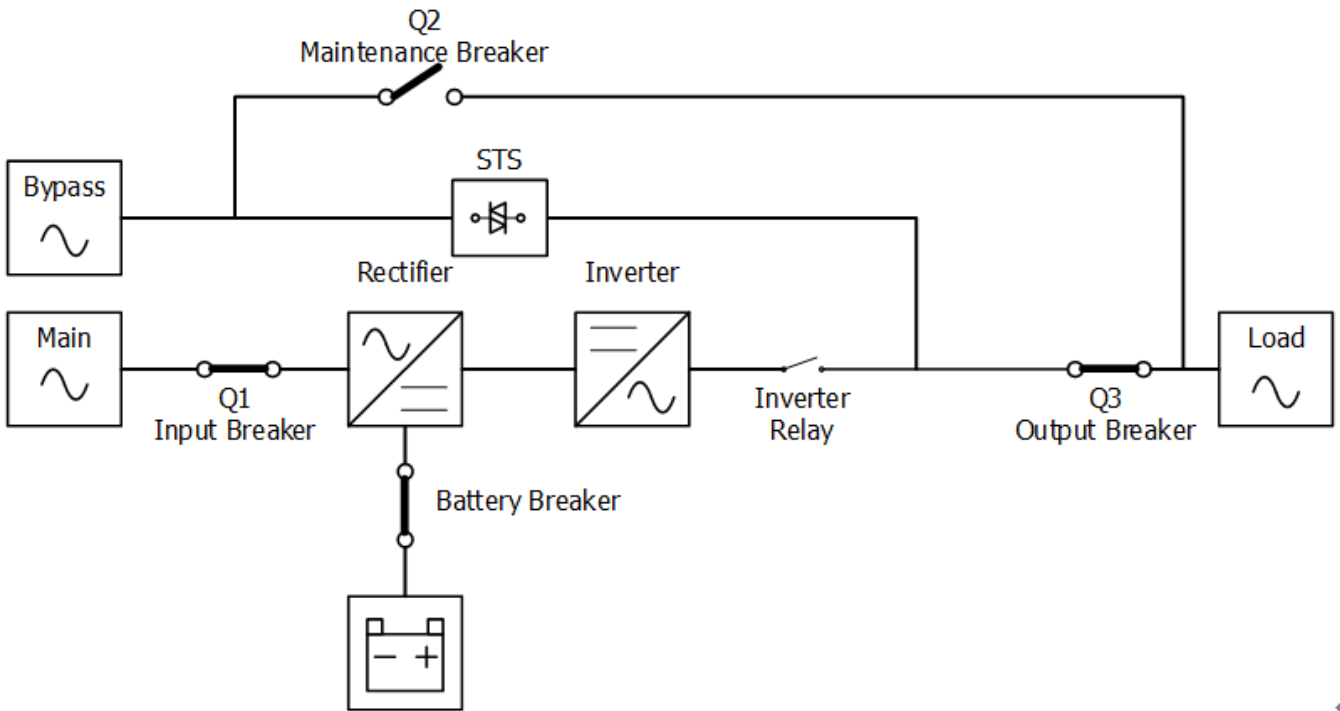 Q2
Maintenance Breaker
Bypass
STS
Rectifier
Inverter
Main
Load
Q1
Input Breaker
Inverter
Relay
Q3
Output Breaker
Battery Breaker
- +